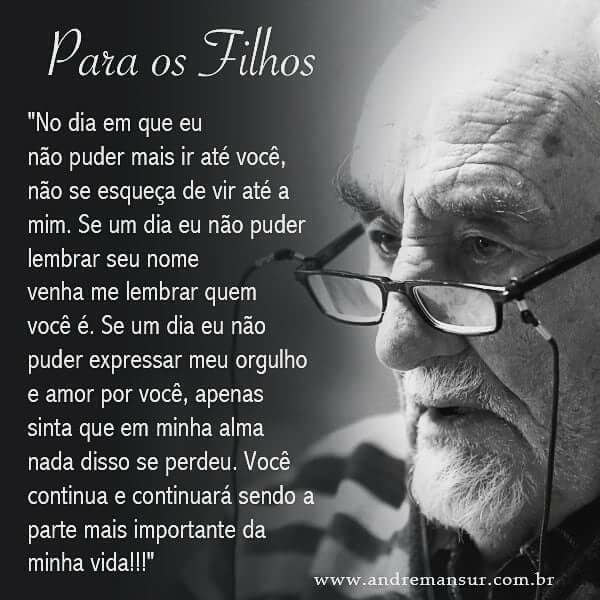 Para os Filhos
"No dia em que eu
não puder mais ir até você,
não se esqueça de vir até a
mim. Se um dia eu não puder
lembrar seu nome
venha me lembrar quem
você é. Se um dia eu não
puder expressar meu orgulho
e amor por você, apenas
sinta que em minha alma
nada disso se perdeu. Você
continua e continuará sendo a
parte mais importante da
minha vida!!!"
www.andremansur.com.br